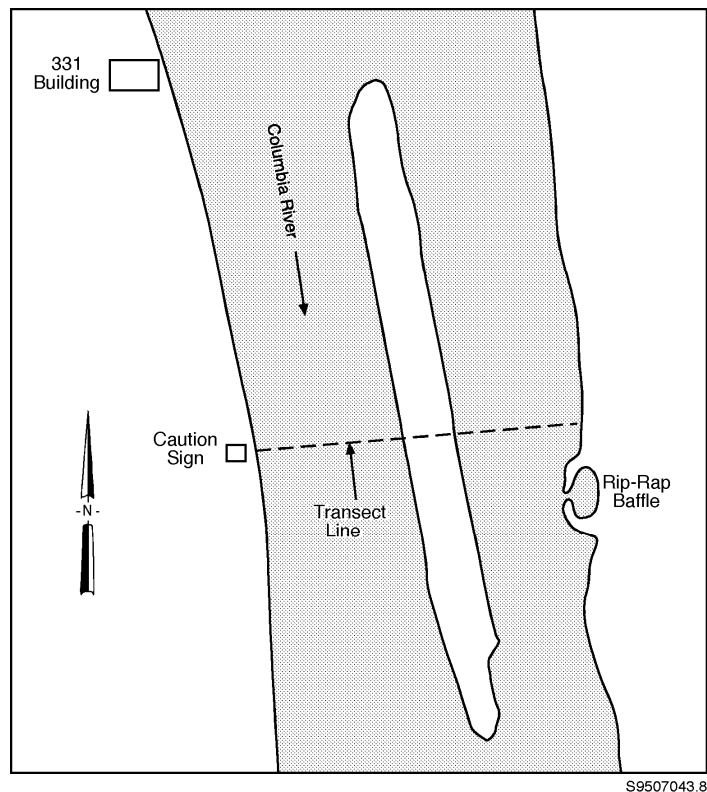 331
Building
Columbia River
Caution
Sign
Transect
Line
Rip-Rap
Baffle
-N-
S9507043.8